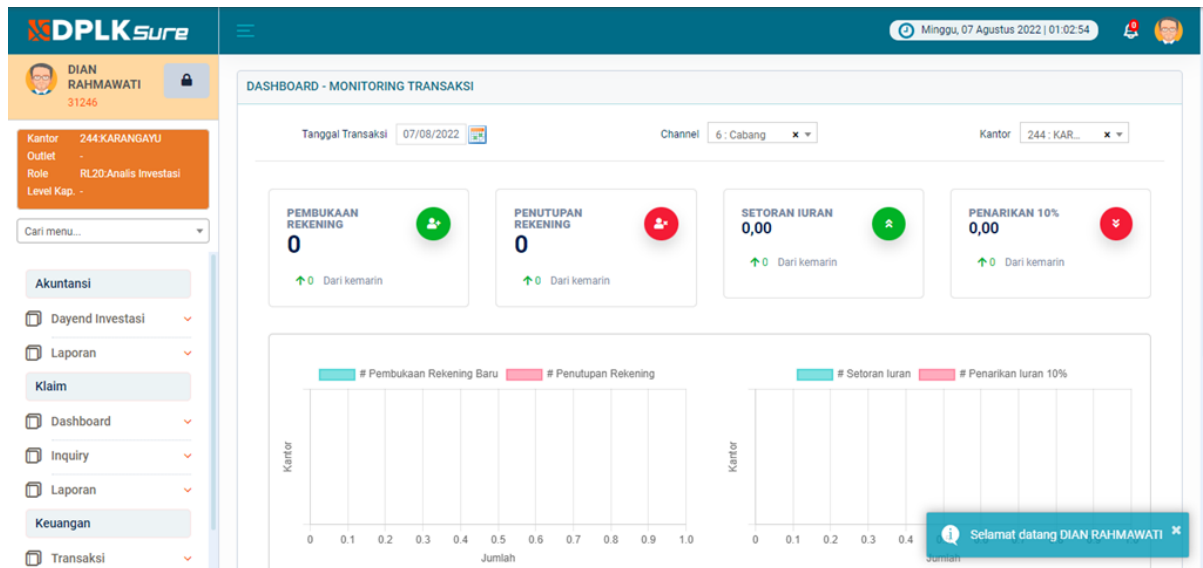 DPLKsure
Minggu, 07 Agustus 2022 | 01:02:54
DIAN
RAHMAWATI
31246
Kantor 244:KARANGAYU
Outlet -
Role RL20:Analis Investasi
Level Kap. -
Cari menu...
Akuntansi
Dayend Investasi
Laporan
Klaim
Dashboard
Inquiry
Laporan
Keuangan
Transaksi
DASHBOARD - MONITORING TRANSAKSI
Tanggal Transaksi 07/08/2022 Channel 6 : Cabang x Kantor 244 : KAR... x
PEMBUKAAN
REKENING
0
0 Dari kemarin
PENUTUPAN
REKENING
0
0 Dari kemarin
SETORAN IURAN
0,00
0 Dari kemarin
PENARIKAN 10%
0,00
0 Dari kemarin
# Pembukaan Rekening Baru # Penutupan Rekening
Kantor
0 0.1 0.2 0.3 0.4 0.5 0.6 0.7 0.8 0.9 1.0
Jumlah
# Setoran Iuran # Penarikan Iuran 10%
Kantor
0 0.1 0.2 0.3 0.4
Jumlah
Selamat datang DIAN RAHMAWATI ×